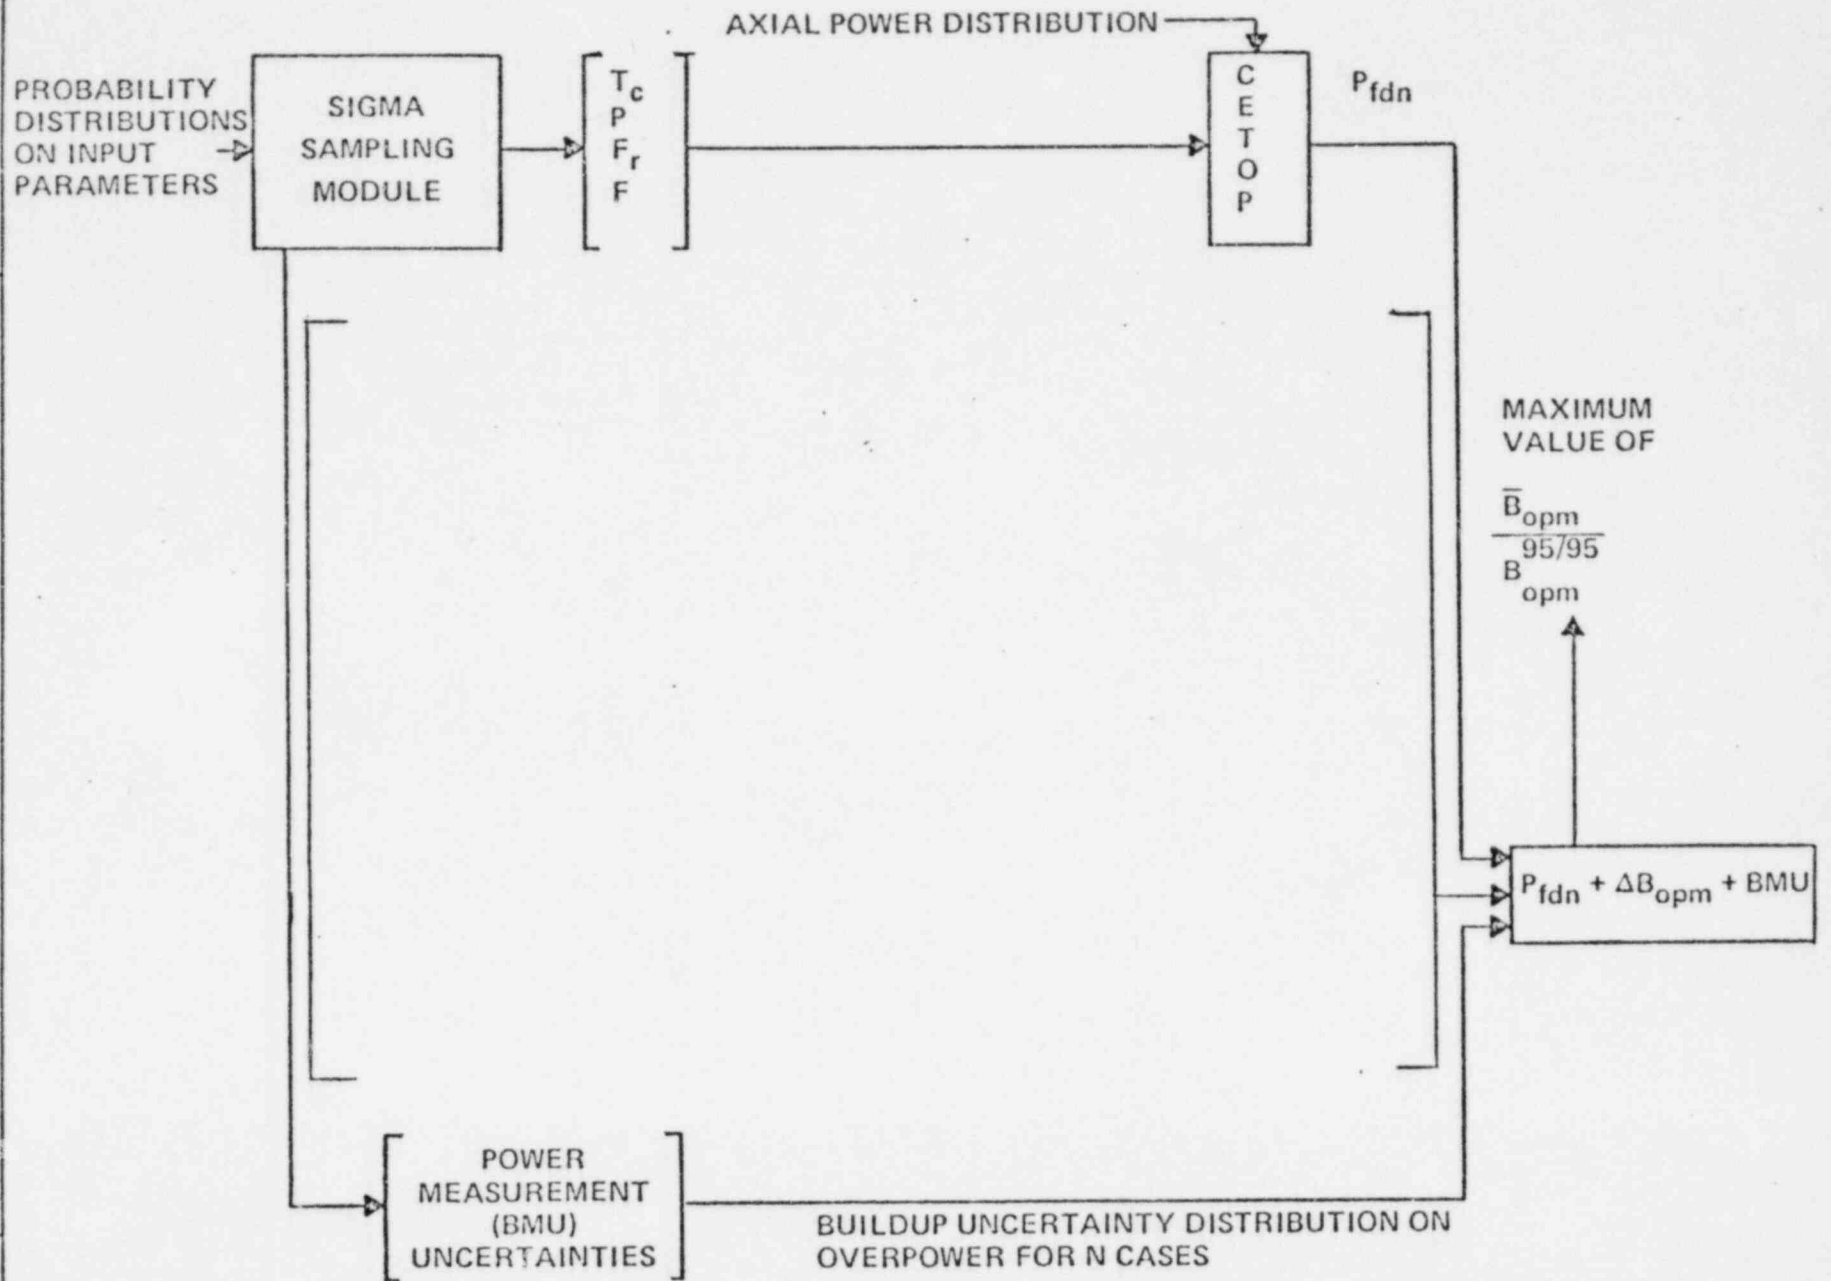 AXIAL POWER DISTRIBUTION
PROBABILITY
DISTRIBUTIONS
ON INPUT
PARAMETERS
SIGMA
SAMPLING
MODULE
Tc
P
Fr
F
C
E
T
O
P
Pfdn
MAXIMUM
VALUE OF
B̅opm
95/95
B
opm
Pfdn + ΔBopm + BMU
POWER
MEASUREMENT
(BMU)
UNCERTAINTIES
BUILDUP UNCERTAINTY DISTRIBUTION ON
OVERPOWER FOR N CASES